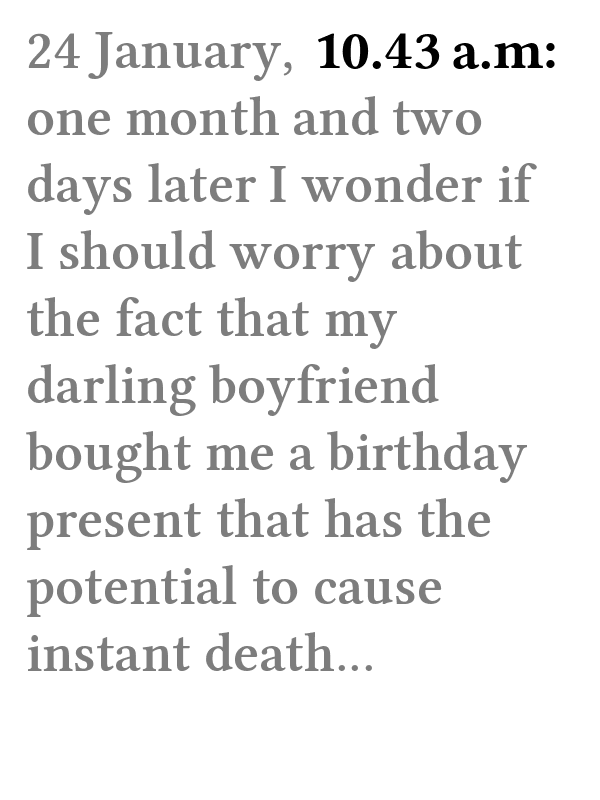 24 January, 10.43 a.m:
one month and two
days later I wonder if
I should worry about
the fact that my
darling boyfriend
bought me a birthday
present that has the
potential to cause
instant death...